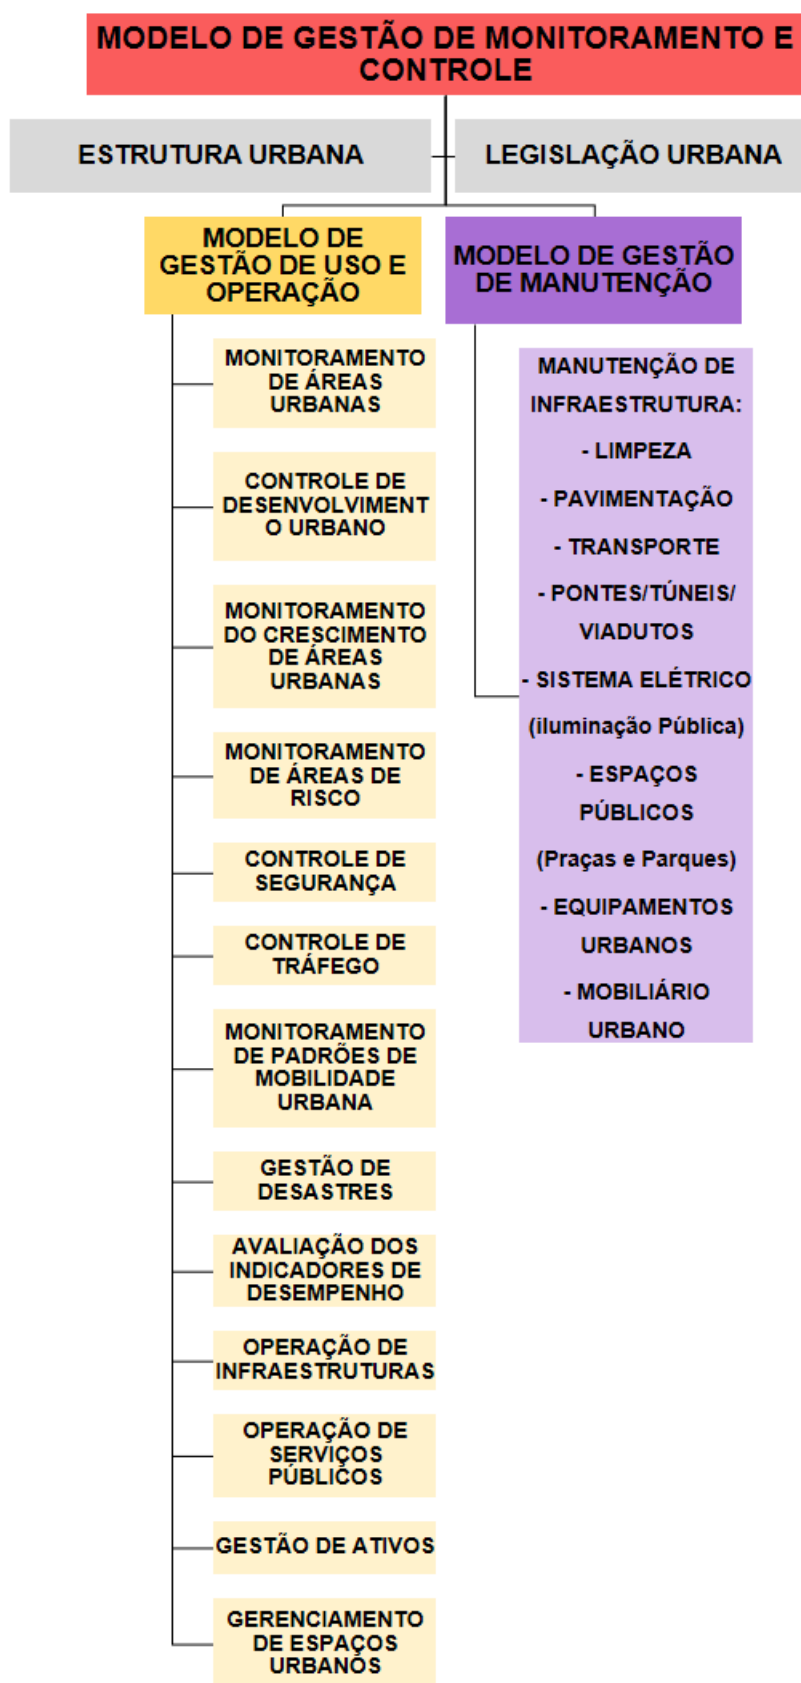 MODELO DE GESTÃO DE MONITORAMENTO E
CONTROLE
ESTRUTURA URBANA
LEGISLAÇÃO URBANA
MODELO DE
GESTÃO DE USO E
OPERAÇÃO
MODELO DE GESTÃO
DE MANUTENÇÃO
MONITORAMENTO
DE ÁREAS
URBANAS
CONTROLE DE
DESENVOLVIMENT
O URBANO
MONITORAMENTO
DO CRESCIMENTO
DE ÁREAS
URBANAS
MONITORAMENTO
DE ÁREAS DE
RISCO
CONTROLE DE
SEGURANÇA
CONTROLE DE
TRÁFEGO
MONITORAMENTO
DE PADRÕES DE
MOBILIDADE
URBANA
GESTÃO DE
DESASTRES
AVALIAÇÃO DOS
INDICADORES DE
DESEMPENHO
OPERAÇÃO DE
INFRAESTRUTURAS
OPERAÇÃO DE
SERVIÇOS
PÚBLICOS
GESTÃO DE ATIVOS
GERENCIAMENTO
DE ESPAÇOS
URBANOS
MANUTENÇÃO DE
INFRAESTRUTURA:
- LIMPEZA
- PAVIMENTAÇÃO
- TRANSPORTE
- PONTES/TÚNEIS/
VIADUTOS
- SISTEMA ELÉTRICO
(iluminação Pública)
- ESPAÇOS
PÚBLICOS
(Praças e Parques)
- EQUIPAMENTOS
URBANOS
- MOBILIÁRIO
URBANO